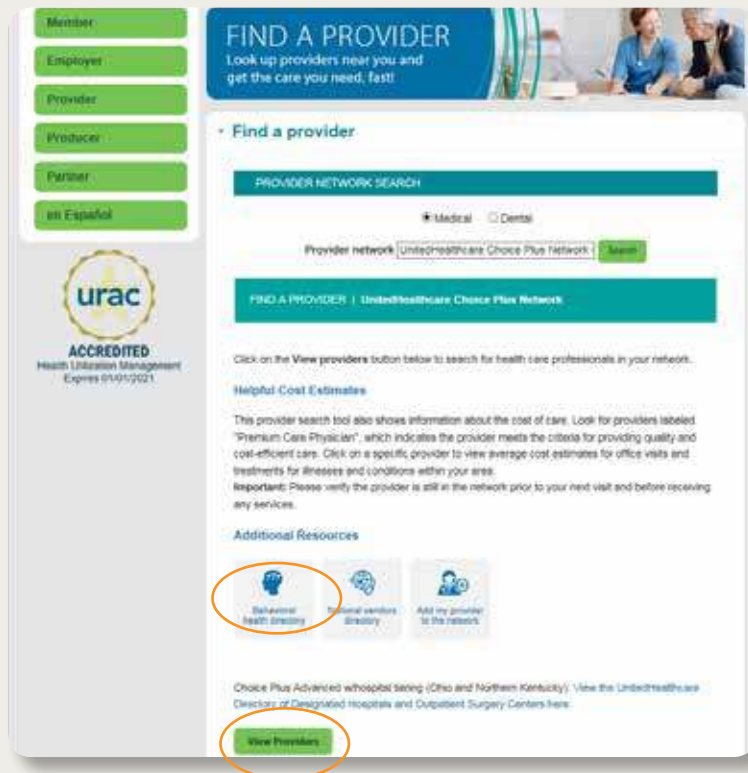 Member
Employer
Provider
Producer
Partner
en Español
urac
ACCREDITED
Health Utilization Management
Expires 01/01/2021
FIND A PROVIDER
Look up providers near you and
get the care you need, fast!
Find a provider
PROVIDER NETWORK SEARCH
Medical Dental
Provider network UnitedHealthcare Choice Plus Network Search
FIND A PROVIDER | UnitedHealthcare Choice Plus Network
Click on the View providers button below to search for health care professionals in your network.
Helpful Cost Estimates
This provider search tool also shows information about the cost of care. Look for providers labeled
"Premium Care Physician", which indicates the provider meets the criteria for providing quality and
cost-efficient care. Click on a specific provider to view average cost estimates for office visits and
treatments for illnesses and conditions within your area.
Important: Please verify the provider is still in the network prior to your next visit and before receiving
any services.
Additional Resources
Behavioral
health directory
National vendors
directory
Add my provider
to the network
Choice Plus Advanced w/hospital tiering (Ohio and Northern Kentucky): View the UnitedHealthcare
Directory of Designated Hospitals and Outpatient Surgery Centers here.
View Providers